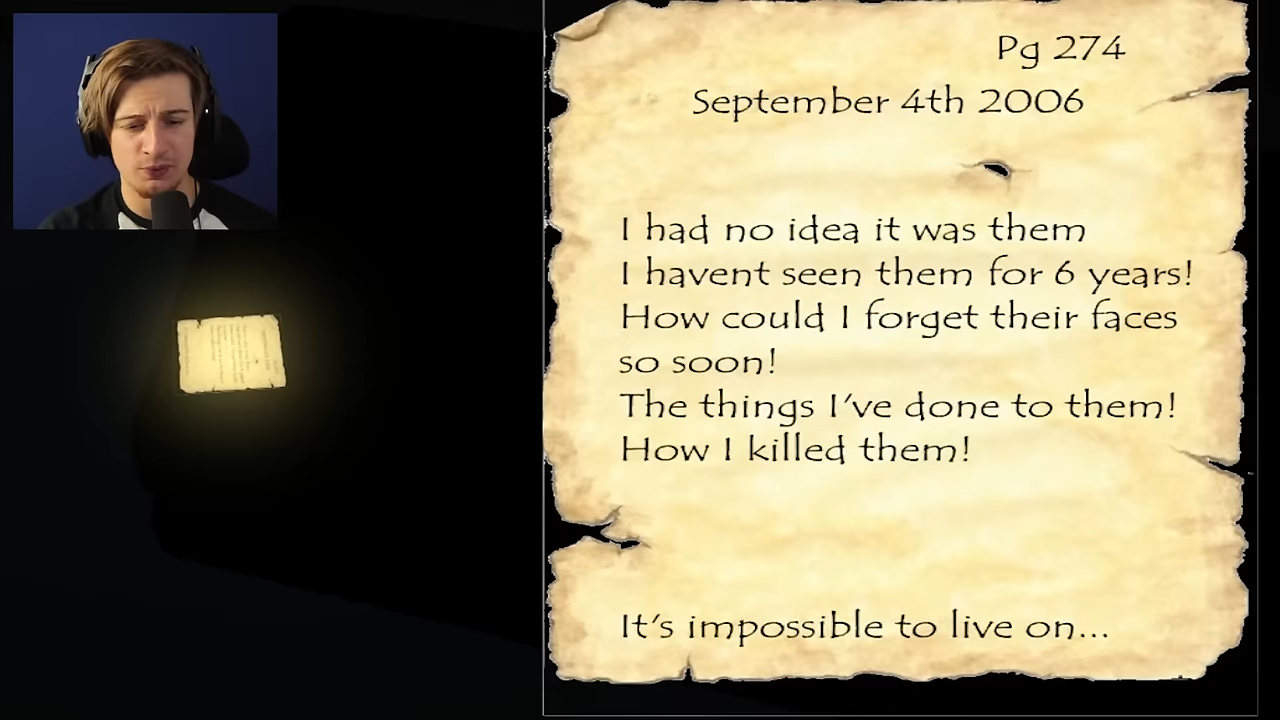 Pg 274
September 4th 2006
I had no idea it was them
I havent seen them for 6 years!
How could I forget their faces
so soon!
The things I've done to them!
How I killed them!
It's impossible to live on...